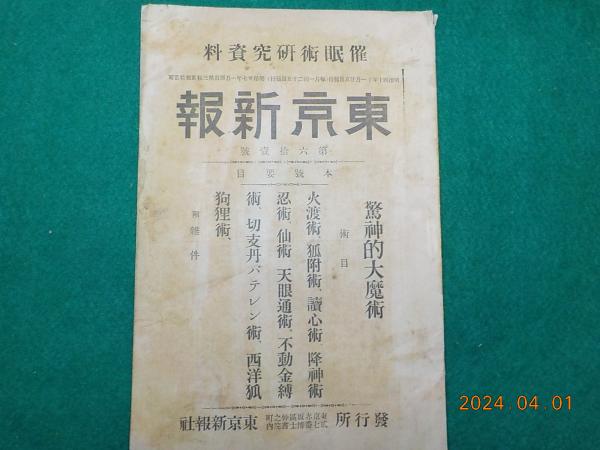 催眠術研究資料
東京新報
第六拾壹號
本號要目
驚神的大魔術
術目
火渡術、狐附術、讀心術、降神術
忍術、仙術、天眼通術、不動金縛
術、切支丹バテレン術、西洋狐
狗狸術、
雜件
發行所
東京新報社
2024.04.01